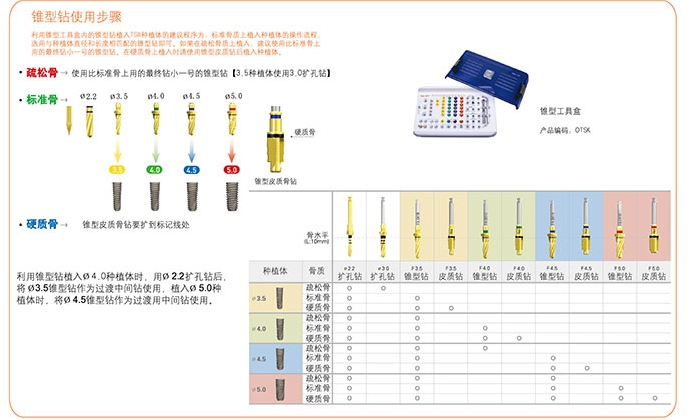 锥型钻使用步骤
利用锥型工具盒内的锥型钻植入TSⅢ种植体的建议程序为，标准骨质上植入种植体的操作流程，
选用与种植体直径和长度相匹配的锥型钻即可。如果在疏松骨质上植入，建议使用比标准骨上
用的最终钻小一号的锥型钻。在硬质骨上植入时请使用锥型皮质钻后植入种植体。
疏松骨 → 使用比标准骨上用的最终钻小一号的锥型钻【3.5种植体使用3.0扩孔钻】
标准骨 → ø2.2 ø3.5 ø4.0 ø4.5 ø5.0
硬质骨
3.5 4.0 4.5 5.0
锥型皮质骨钻
硬质骨 → 锥型皮质骨钻要扩到标记线处
锥型工具盒
产品编码：OTSK
利用锥型钻植入ø4.0种植体时，用ø2.2扩孔钻后，
将ø3.5锥型钻作为过渡中间钻使用，植入ø5.0种
植体时，将ø4.5锥型钻作为过渡用中间钻使用。
骨水平
(L:10mm)
种植体 骨质 ø2.2 ø3.0 F3.5 F3.5 F4.0 F4.0 F4.5 F4.5 F5.0 F5.0
扩孔钻 扩孔钻 锥型钻 皮质钻 锥型钻 皮质钻 锥型钻 皮质钻 锥型钻 皮质钻
ø3.5
疏松骨 ○ ○
标准骨 ○ ○
硬质骨 ○ ○ ○
ø4.0
疏松骨 ○ ○
标准骨 ○ ○ ○
硬质骨 ○ ○ ○ ○
ø4.5
疏松骨 ○ ○ ○
标准骨 ○ ○ ○
硬质骨 ○ ○ ○ ○
ø5.0
疏松骨 ○ ○ ○
标准骨 ○ ○ ○ ○
硬质骨 ○ ○ ○ ○ ○